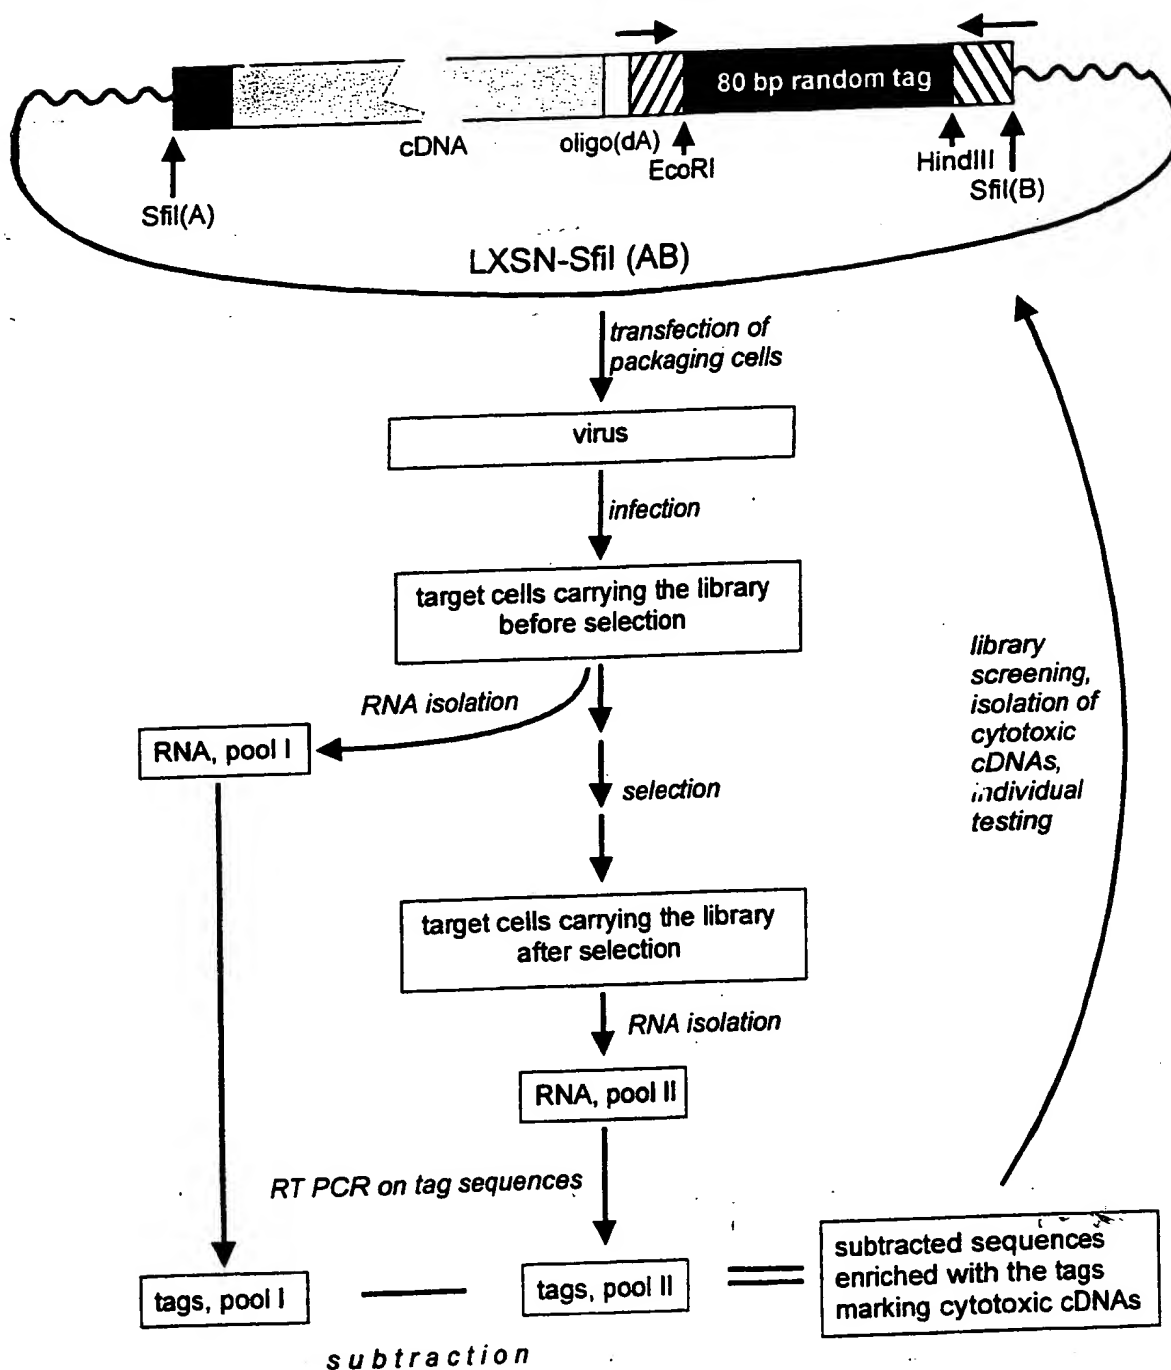 80 bp random tag
cDNA
oligo(dA)
EcoRI
HindIII
SfiI(A)
SfiI(B)
LXSN-SfiI (AB)
transfection of
packaging cells
virus
infection
target cells carrying the library
before selection
RNA isolation
RNA, pool I
selection
library
screening,
isolation of
cytotoxic
cDNAs,
individual
testing
target cells carrying the library
after selection
RNA isolation
RNA, pool II
RT PCR on tag sequences
tags, pool I
tags, pool II
subtracted sequences
enriched with the tags
marking cytotoxic cDNAs
subtraction